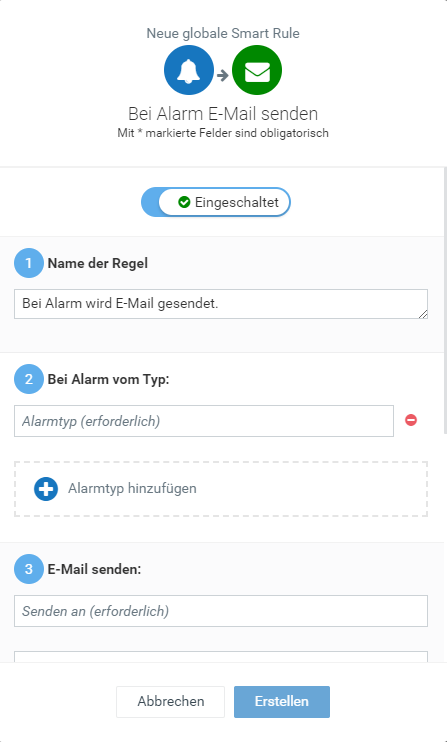 Neue globale Smart Rule
Bei Alarm E-Mail senden
Mit * markierte Felder sind obligatorisch
Eingeschaltet
1 Name der Regel
Bei Alarm wird E-Mail gesendet.
2 Bei Alarm vom Typ:
Alarmtyp (erforderlich)
Alarmtyp hinzufügen
3 E-Mail senden:
Senden an (erforderlich)
Abbrechen Erstellen